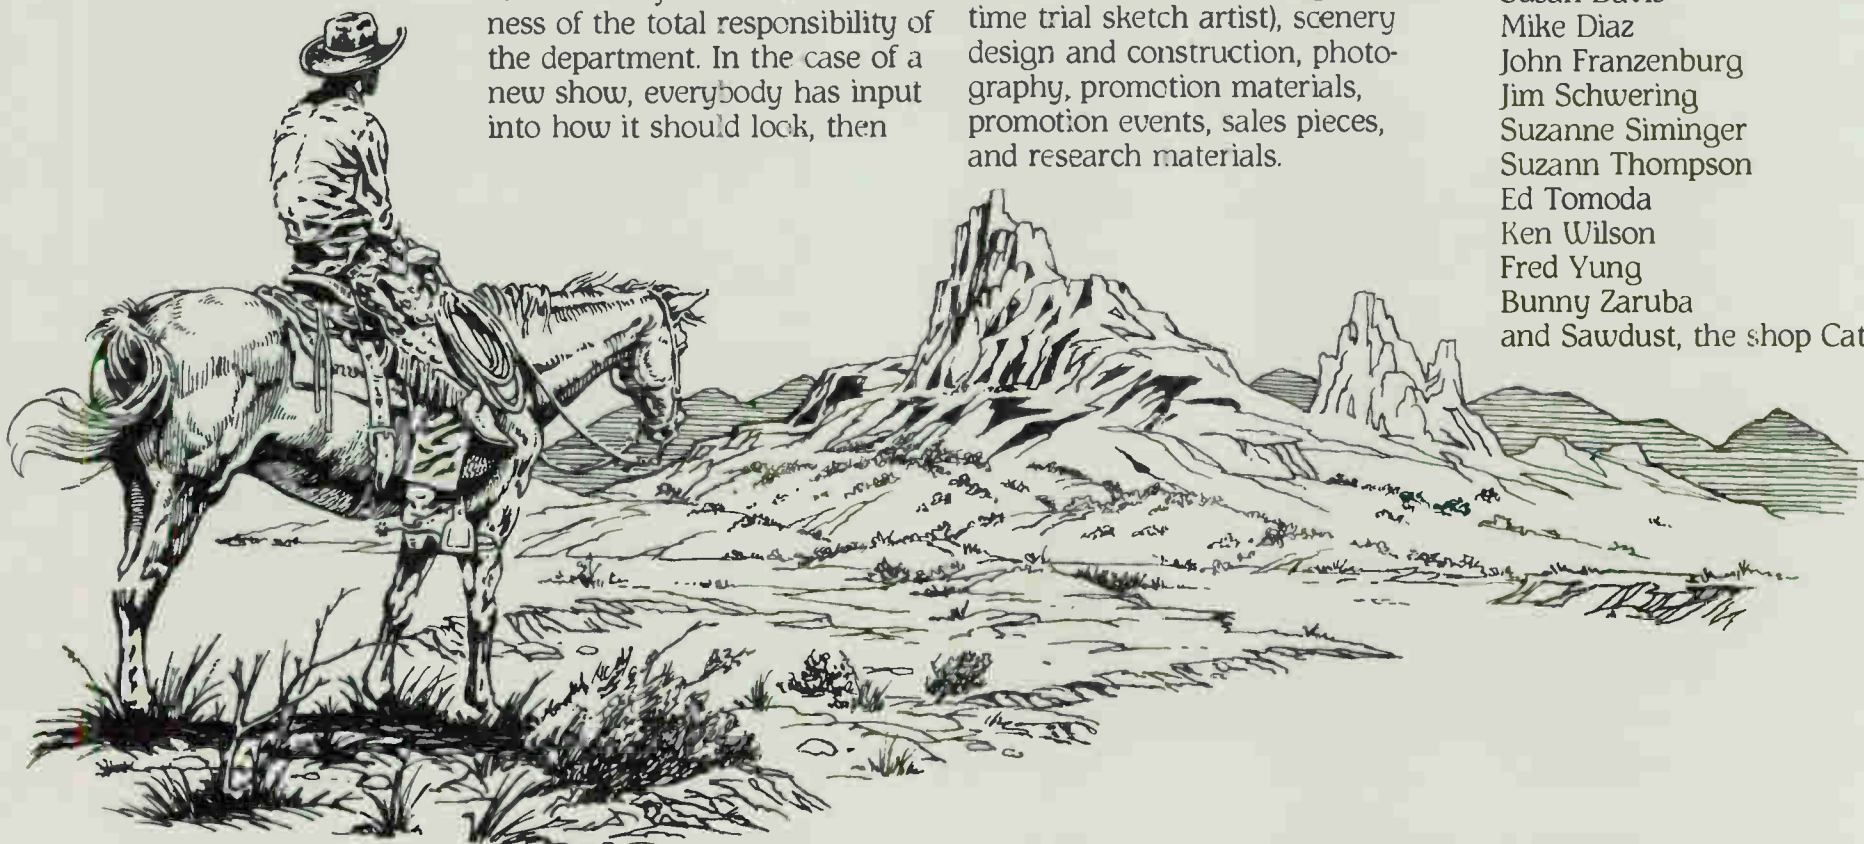 ness of the total responsibility of
the department. In the case of a
new show, everybody has input
into how it should look, then
time trial sketch artist), scenery
design and construction, photo-
graphy, promotion materials,
promotion events, sales pieces,
and research materials.
Susan Davis
Mike Diaz
John Franzenburg
Jim Schwering
Suzanne Siminger
Suzann Thompson
Ed Tomoda
Ken Wilson
Fred Yung
Bunny Zaruba
and Sawdust, the shop Cat